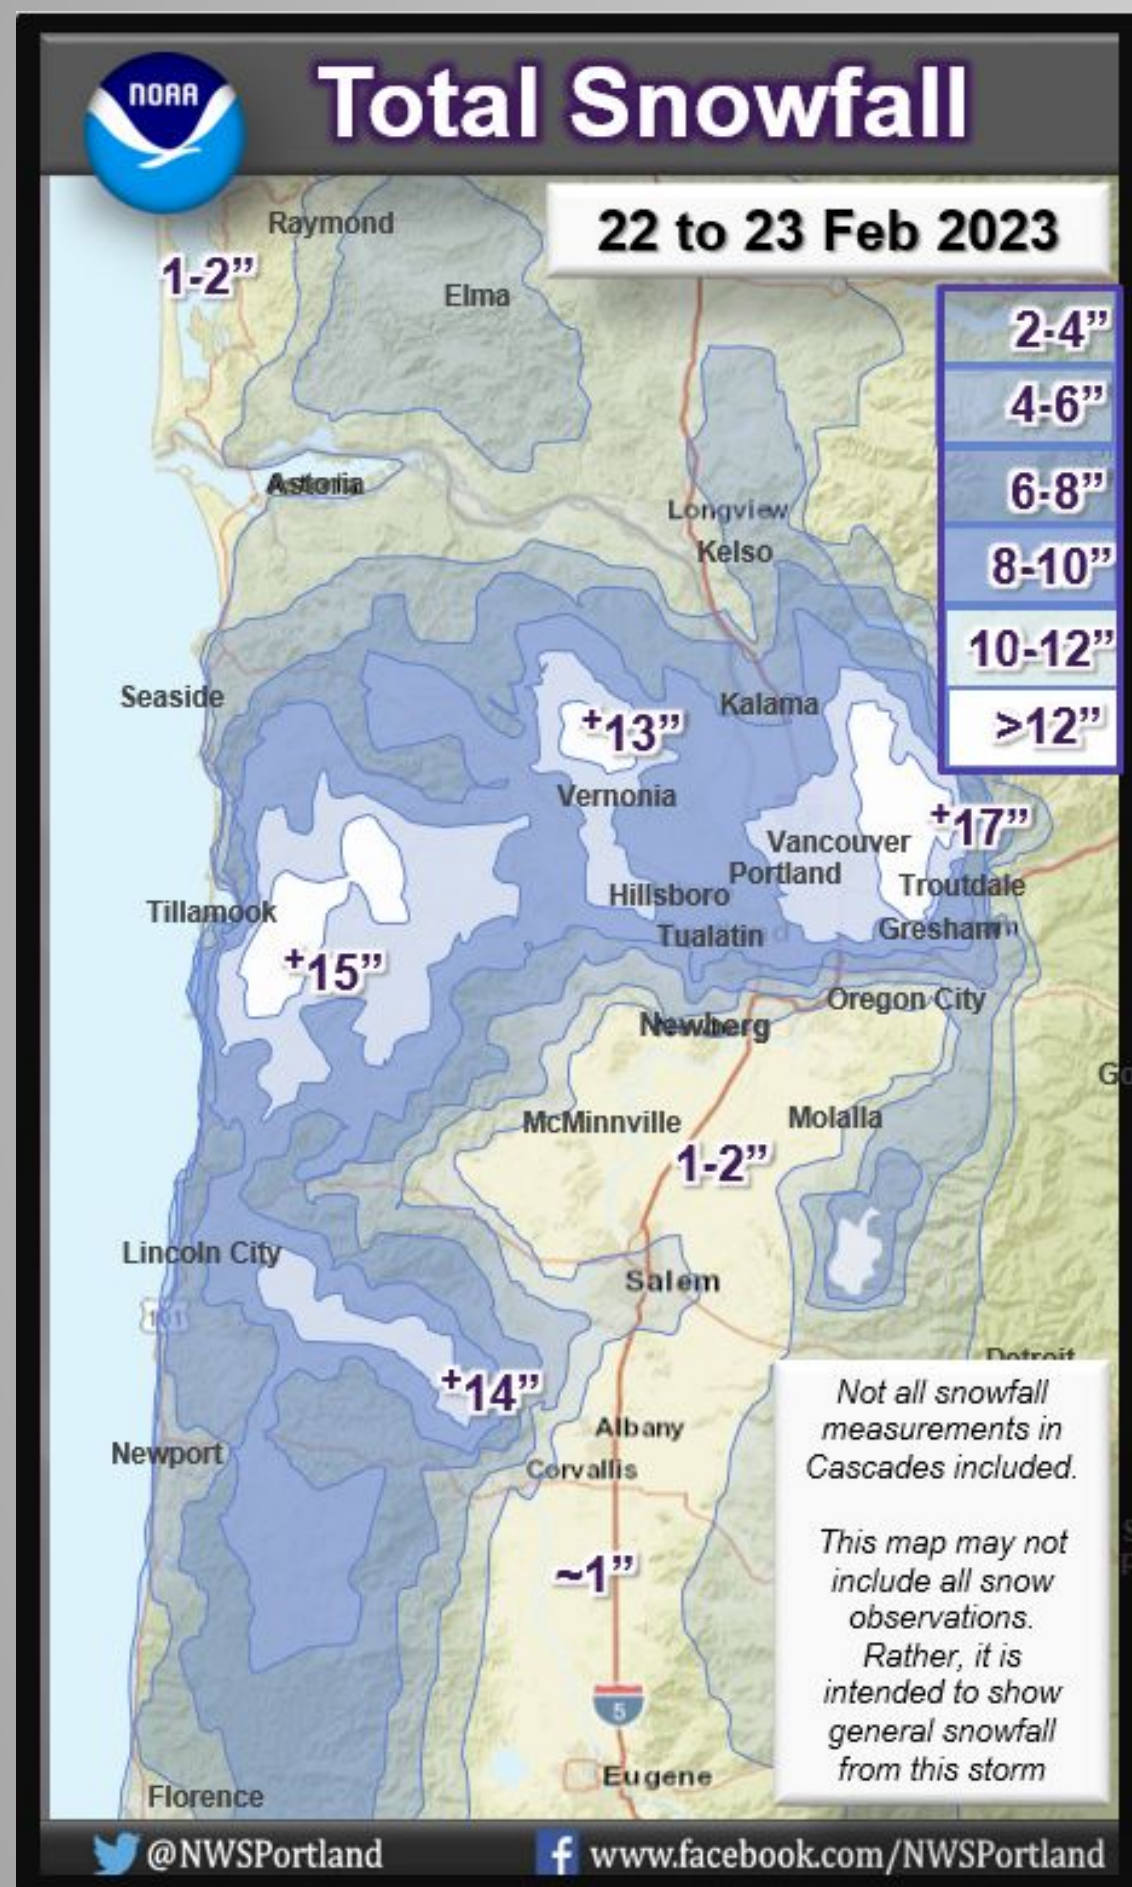 NOAA
Total Snowfall
22 to 23 Feb 2023
2-4”
4-6”
6-8”
8-10”
10-12”
>12”
Raymond
1-2”
Elma
Astoria
Longview
Kelso
Seaside
Kalama
+13”
Vernonia
+17”
Vancouver
Portland
Troutdale
Hillsboro
Tillamook
Tualatin
Gresham
+15”
Oregon City
Newberg
McMinnville
Molalla
1-2”
Lincoln City
Salem
101
Detroit
+14”
Albany
Newport
Corvallis
~1”
5
Eugene
Florence
Not all snowfall
measurements in
Cascades included.
This map may not
include all snow
observations.
Rather, it is
intended to show
general snowfall
from this storm
@NWSPortland
f www.facebook.com/NWSPortland